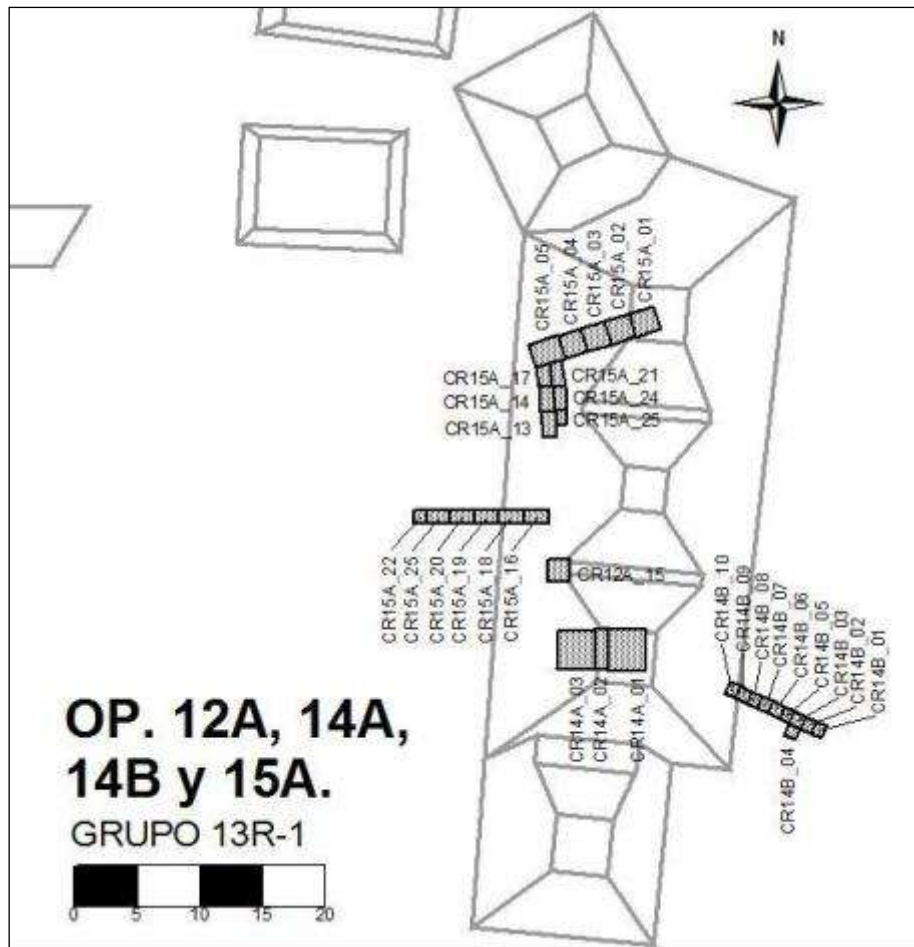 N
CR15A_05
CR15A_04
CR15A_03
CR15A_02
CR15A_01
CR15A_17
CR15A_21
CR15A_14
CR15A_24
CR15A_13
CR15A_25
CR15A_22
CR15A_25
CR15A_20
CR15A_19
CR15A_18
CR15A_16
CR12A_15
CR14A_03
CR14A_02
CR14A_01
CR14B_10
CR14B_09
CR14B_08
CR14B_07
CR14B_06
CR14B_05
CR14B_03
CR14B_02
CR14B_01
CR14B_04
OP. 12A, 14A,
14B y 15A.
GRUPO 13R-1
0 5 10 15 20